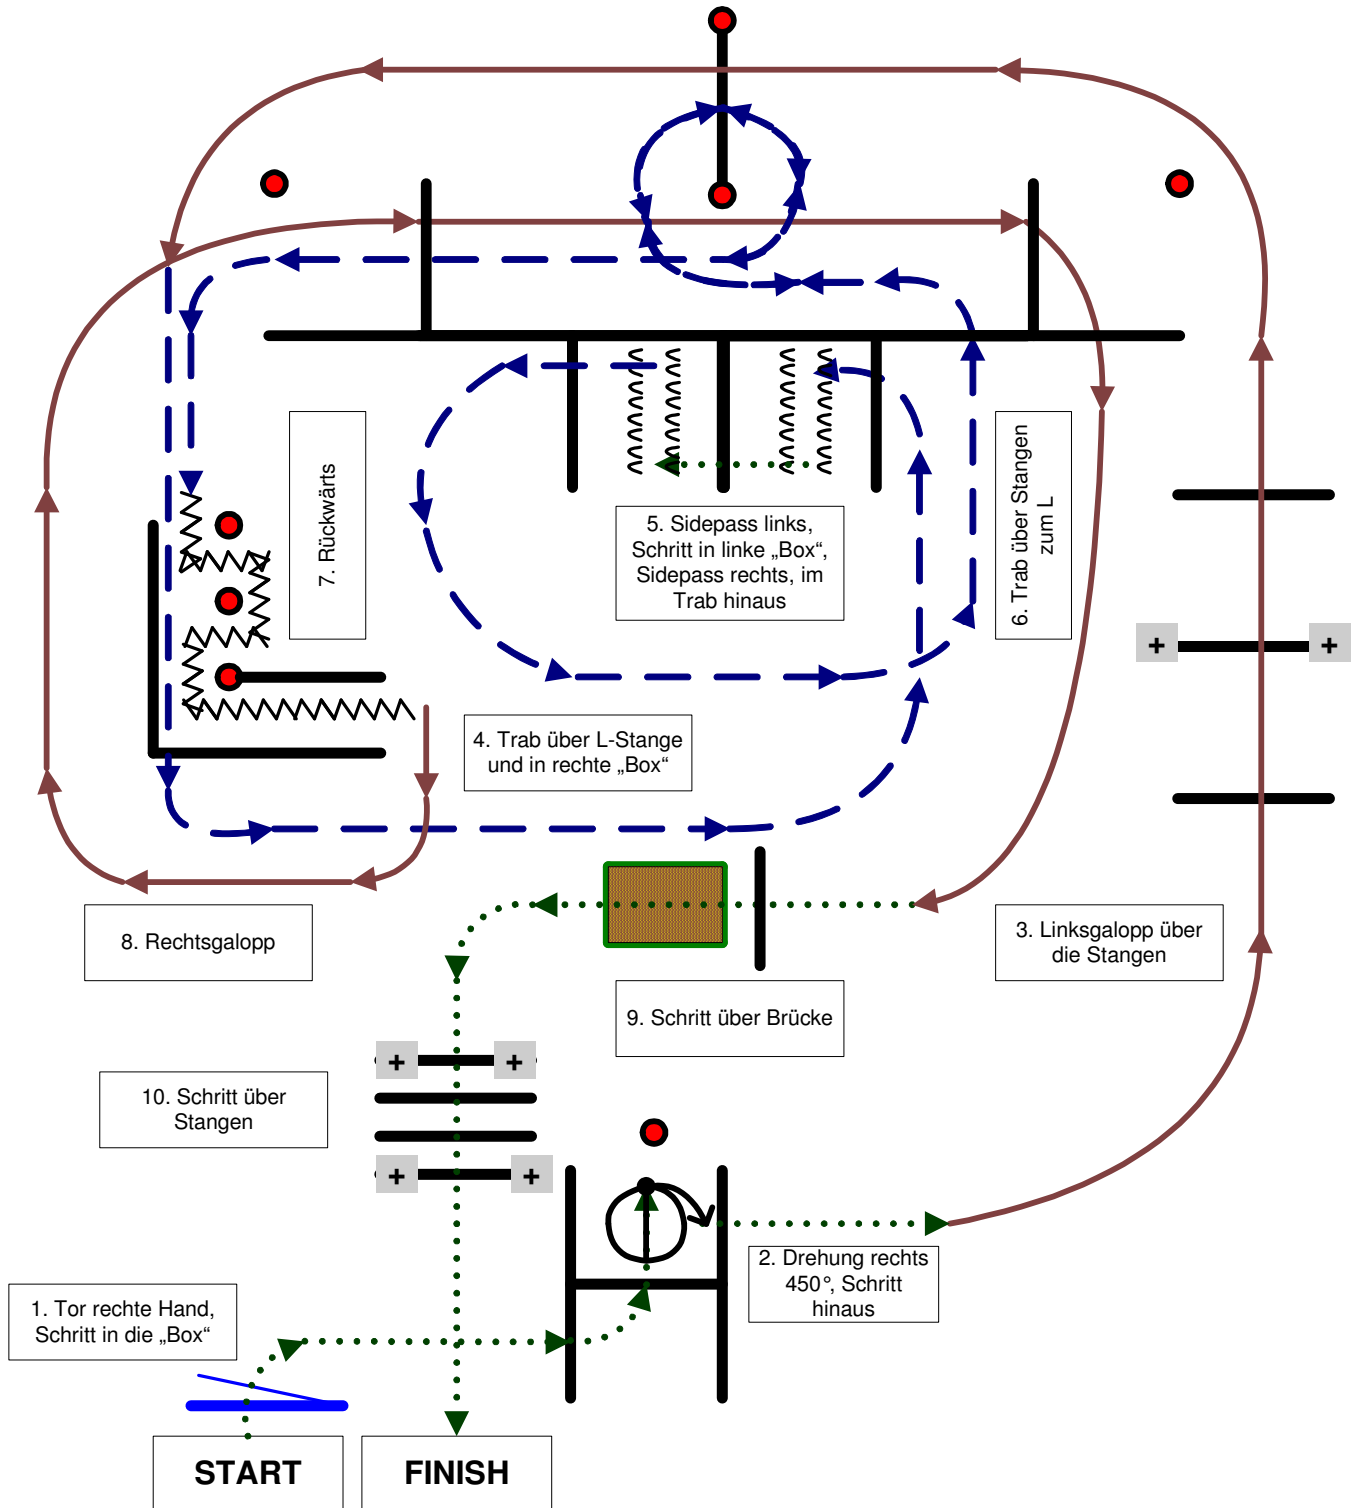 7. Rückwärts
5. Sidepass links,
Schritt in linke „Box“,
Sidepass rechts, im
Trab hinaus
6. Trab über Stangen
zum L
+ +
4. Trab über L-Stange
und in rechte „Box“
8. Rechtsgalopp
3. Linksgalopp über
die Stangen
9. Schritt über Brücke
+ +
10. Schritt über
Stangen
+ +
2. Drehung rechts
450°, Schritt
hinaus
1. Tor rechte Hand,
Schritt in die „Box“
START
FINISH